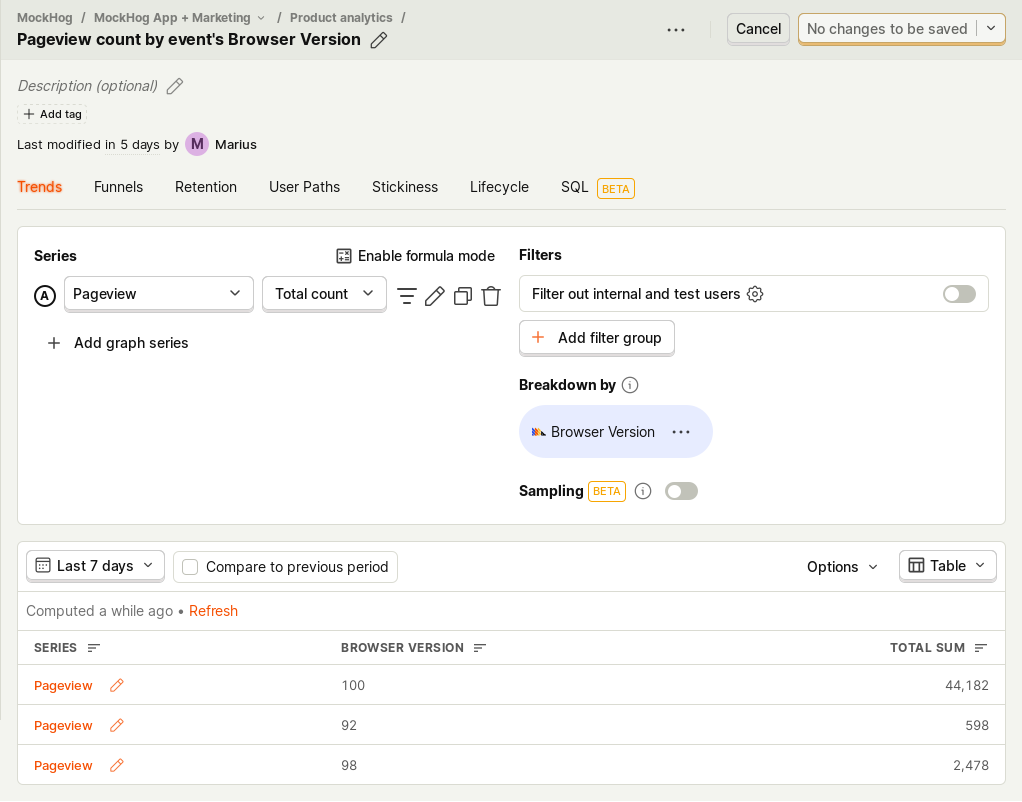 MockHog / MockHog App + Marketing / Product analytics /
Pageview count by event's Browser Version
Cancel
No changes to be saved
Description (optional)
Add tag
Last modified in 5 days by M Marius
Trends Funnels Retention User Paths Stickiness Lifecycle SQL BETA
Series
Enable formula mode
A Pageview Total count
Add graph series
Filters
Filter out internal and test users
Add filter group
Breakdown by
Browser Version
Sampling BETA
Last 7 days Compare to previous period Options Table
Computed a while ago • Refresh
SERIES BROWSER VERSION TOTAL SUM
Pageview 100 44,182
Pageview 92 598
Pageview 98 2,478